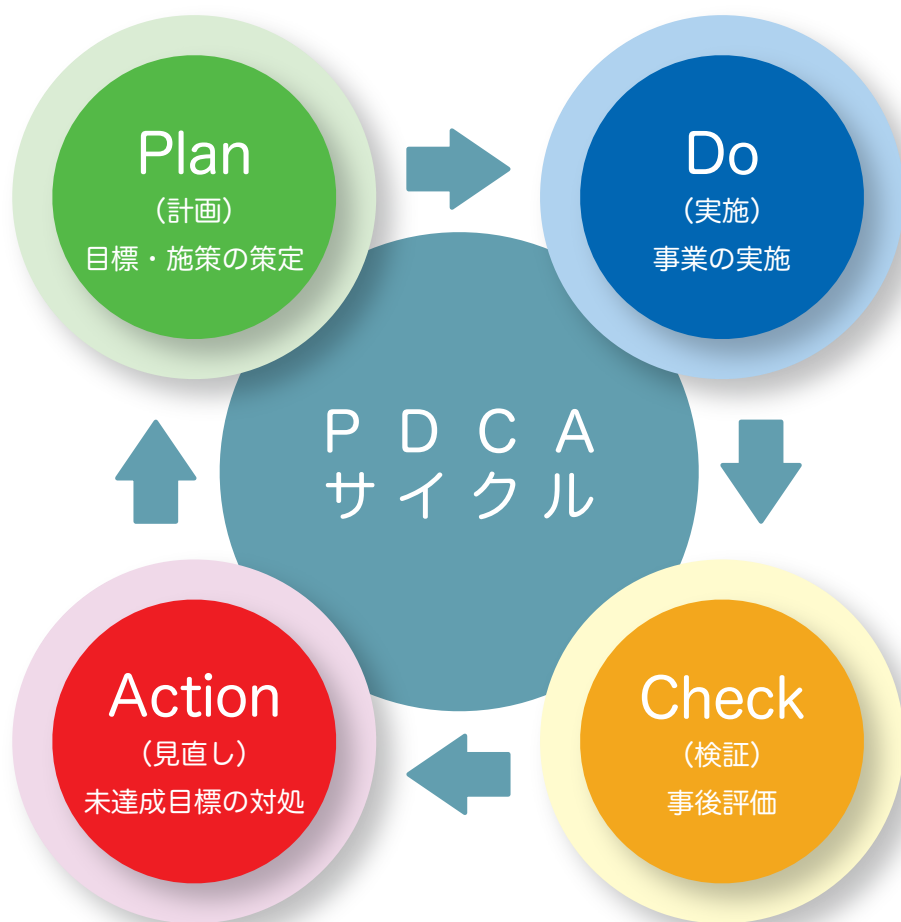 Plan
（計画）
目標・施策の策定
Do
（実施）
事業の実施
PDCA
サイクル
Action
（見直し）
未達成目標の対処
Check
（検証）
事後評価